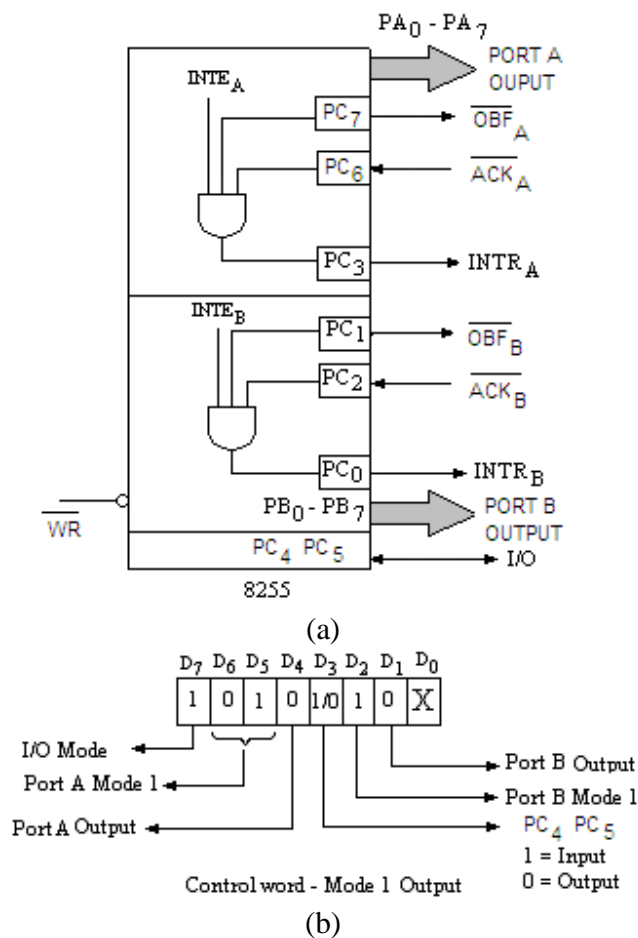 PA0 - PA7
PORT A
OUPUT
INTEA
PC7
OBFA
PC6
ACKA
PC3
INTRA
INTEB
PC1
OBFB
PC2
ACKB
PC0
INTRB
PB0 - PB7
PORT B
OUTPUT
WR
PC4 PC5
I/O
8255
(a)
D7 D6 D5 D4 D3 D2 D1 D0
1 0 1 0 1/0 1 0 X
I/O Mode
Port B Output
Port A Mode 1
Port B Mode 1
Port A Output
PC4 PC5
1 = Input
0 = Output
Control word - Mode 1 Output
(b)